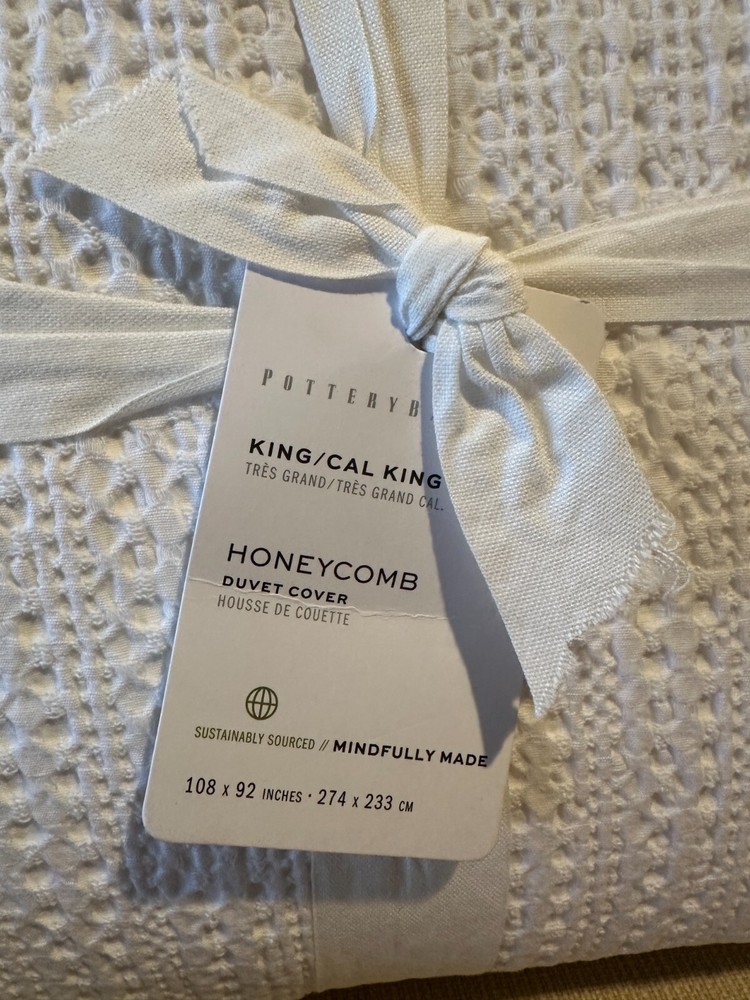 POTTERYB
KING/CAL KING
TRÈS GRAND/TRÈS GRAND CAL.
HONEYCOMB
DUVET COVER
HOUSSE DE COUETTE
SUSTAINABLY SOURCED // MINDFULLY MADE
108 x 92 INCHES · 274 x 233 CM